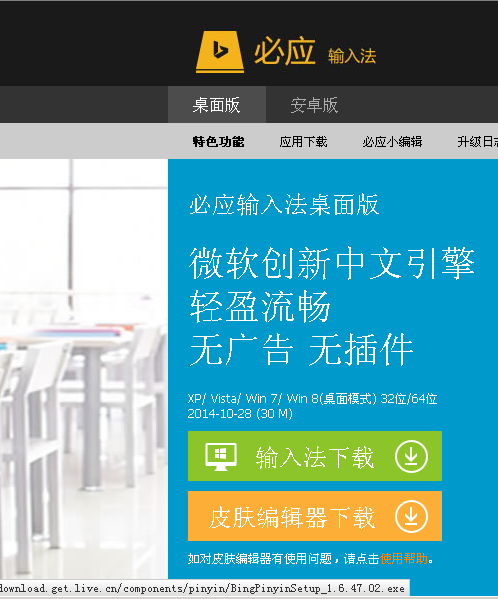 必应 输入法
桌面版 安卓版
特色功能 应用下载 必应小编辑 升级日志
必应输入法桌面版
微软创新中文引擎
轻盈流畅
无广告 无插件
XP/ Vista/ Win 7/ Win 8(桌面模式) 32位/64位
2014-10-28 (30 M)
输入法下载
皮肤编辑器下载
如对皮肤编辑器有使用问题，请点击使用帮助。
download.get.live.cn/components/pinyin/BingPinyinSetup_1.6.47.02.exe